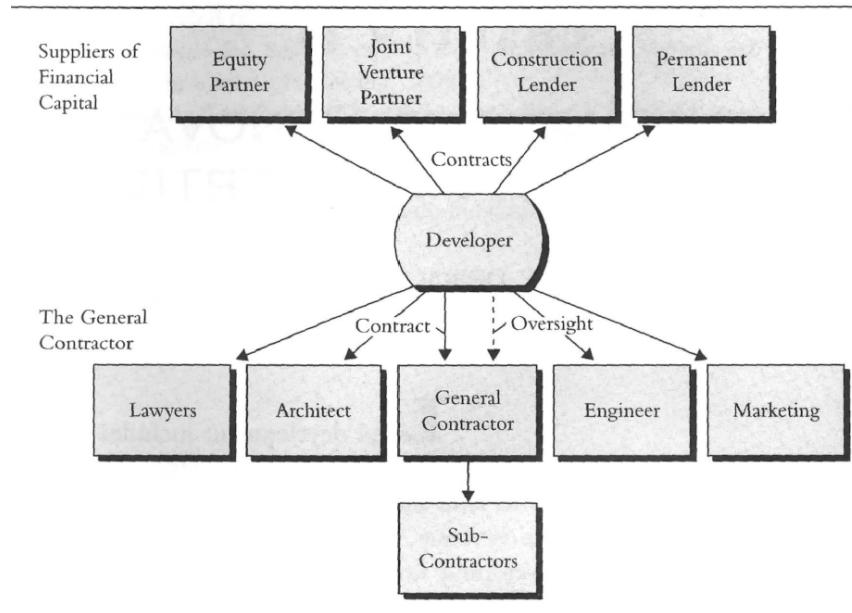 Suppliers of
Financial
Capital
Equity
Partner
Joint
Venture
Partner
Construction
Lender
Permanent
Lender
Contracts
Developer
The General
Contractor
Contract
Oversight
Lawyers
Architect
General
Contractor
Engineer
Marketing
Sub-
Contractors